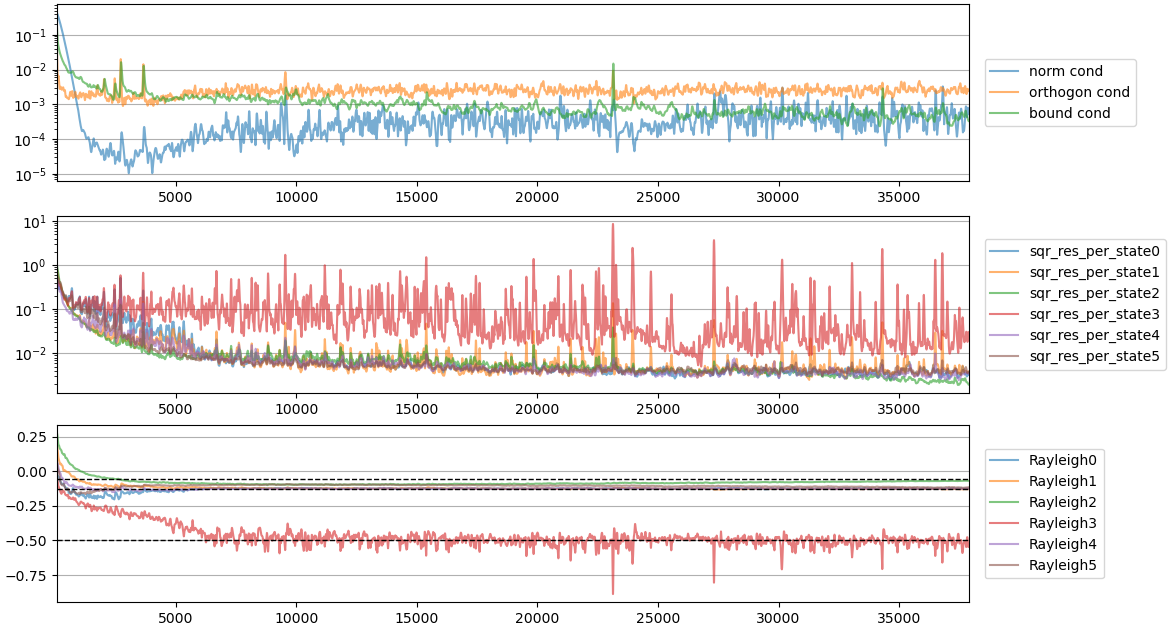 10⁻¹
10⁻²
10⁻³
10⁻⁴
10⁻⁵
5000 10000 15000 20000 25000 30000 35000
norm cond
orthogon cond
bound cond
10¹
10⁰
10⁻¹
10⁻²
5000 10000 15000 20000 25000 30000 35000
sqr_res_per_state0
sqr_res_per_state1
sqr_res_per_state2
sqr_res_per_state3
sqr_res_per_state4
sqr_res_per_state5
0.25
0.00
−0.25
−0.50
−0.75
5000 10000 15000 20000 25000 30000 35000
Rayleigh0
Rayleigh1
Rayleigh2
Rayleigh3
Rayleigh4
Rayleigh5